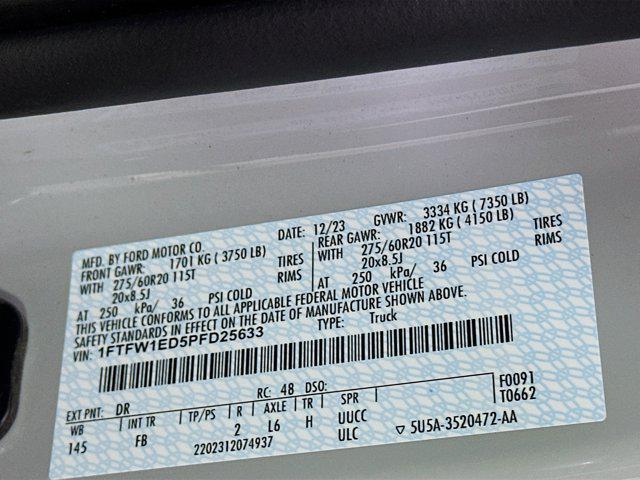 MFD. BY FORD MOTOR CO
DATE: 12/23 GVWR: 3334 KG ( 7350 LB)
FRONT GAWR: 1701 KG ( 3750 LB)
REAR GAWR: 1882 KG ( 4150 LB)
WITH 275/60R20 115T TIRES
WITH 275/60R20 115T TIRES
20x8.5J RIMS
20x8.5J RIMS
AT 250 kPa/ 36 PSI COLD
AT 250 kPa/ 36 PSI COLD
THIS VEHICLE CONFORMS TO ALL APPLICABLE FEDERAL MOTOR VEHICLE
SAFETY STANDARDS IN EFFECT ON THE DATE OF MANUFACTURE SHOWN ABOVE.
VIN: 1FTFW1ED5PFD25633 TYPE: Truck
EXT PNT: DR RC: 48 DSO: F0091
WB INT TR TP/PS R AXLE TR SPR T0662
145 FB 2 L6 H UUCC
2202312074937 ULC 5U5A-3520472-AA